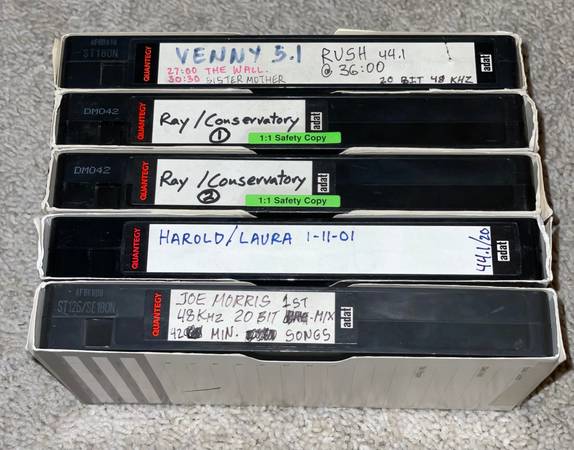 ST180N
QUANTEGY
VENNY 5.1
27:00 THE WALL.
30:30 SISTER MOTHER
RUSH 44.1
@ 36:00
20 BIT 48 KHZ
adat
DM042
QUANTEGY
Ray / Conservatory
1
1:1 Safety Copy
adat
DM042
QUANTEGY
Ray / Conservatory
2
1:1 Safety Copy
adat
QUANTEGY
HAROLD/LAURA 1-11-01
44.1/20
adat
ST126/SE180N
QUANTEGY
JOE MORRIS 1ST
48KHZ 20 BIT MIX
42 MIN. SONGS
adat